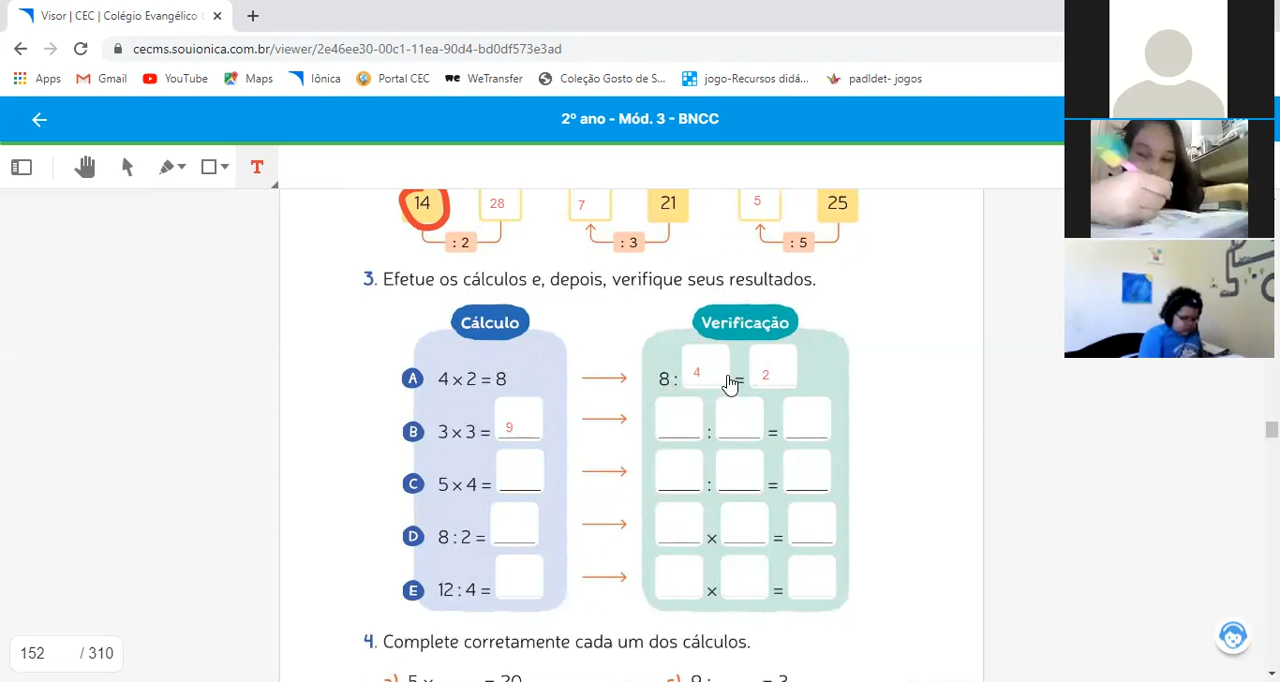 Visor | CEC | Colégio Evangélico
cecms.souionica.com.br/viewer/2e46ee30-00c1-11ea-90d4-bd0df573e3ad
Apps Gmail YouTube Maps Iônica Portal CEC WeTransfer Coleção Gosto de S... jogo-Recursos didá... padldet- jogos
2º ano - Mód. 3 - BNCC
T
14 28 7 21 5 25
: 2 : 3 : 5
3. Efetue os cálculos e, depois, verifique seus resultados.
Cálculo Verificação
A 4 x 2 = 8 8 : 4 = 2
B 3 x 3 = 9 : =
C 5 x 4 = : =
D 8 : 2 = x =
E 12 : 4 = x =
4. Complete corretamente cada um dos cálculos.
a) 5 x = 20 c) 9 : = 3
152 / 310